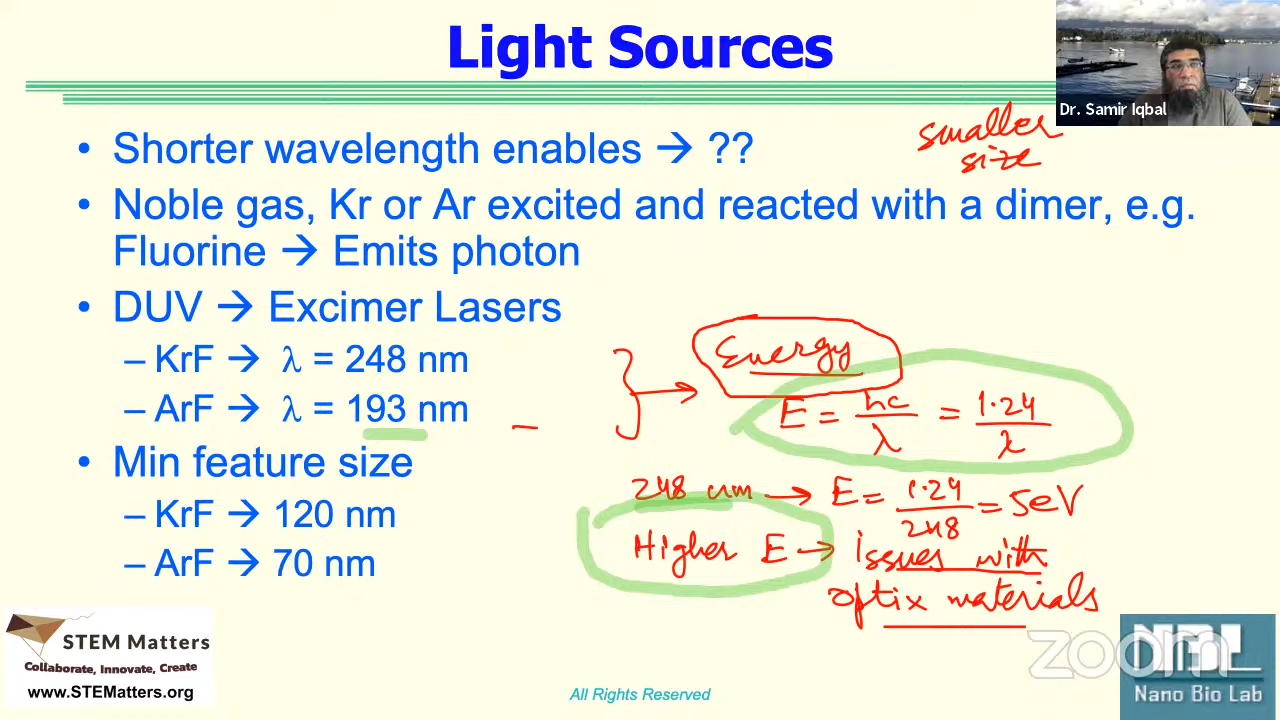 Light Sources
Dr. Samir Iqbal
smaller
size
• Shorter wavelength enables → ??
• Noble gas, Kr or Ar excited and reacted with a dimer, e.g.
Fluorine → Emits photon
• DUV → Excimer Lasers
– KrF → λ = 248 nm
– ArF → λ = 193 nm
Energy
E = hc/λ = 1.24/λ
• Min feature size
– KrF → 120 nm
– ArF → 70 nm
248 nm → E = 1.24/248 = 5eV
Higher E → issues with
optix materials
STEM Matters
Collaborate, Innovate, Create
www.STEMatters.org
All Rights Reserved
zoom
NBL
Nano Bio Lab